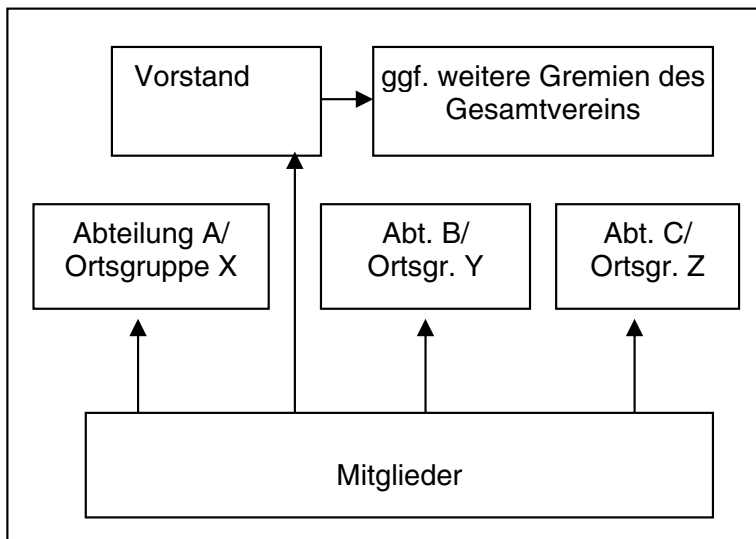 Vorstand
ggf. weitere Gremien des
Gesamtvereins
Abteilung A/
Ortsgruppe X
Abt. B/
Ortsgr. Y
Abt. C/
Ortsgr. Z
Mitglieder